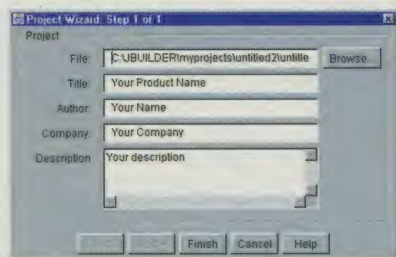 Project Wizard: Step 1 of 1
Project
File: C:\JBUILDER\myprojects\untitled2\untitle Browse...
Title: Your Product Name
Author: Your Name
Company: Your Company
Description Your description
Finish Cancel Help